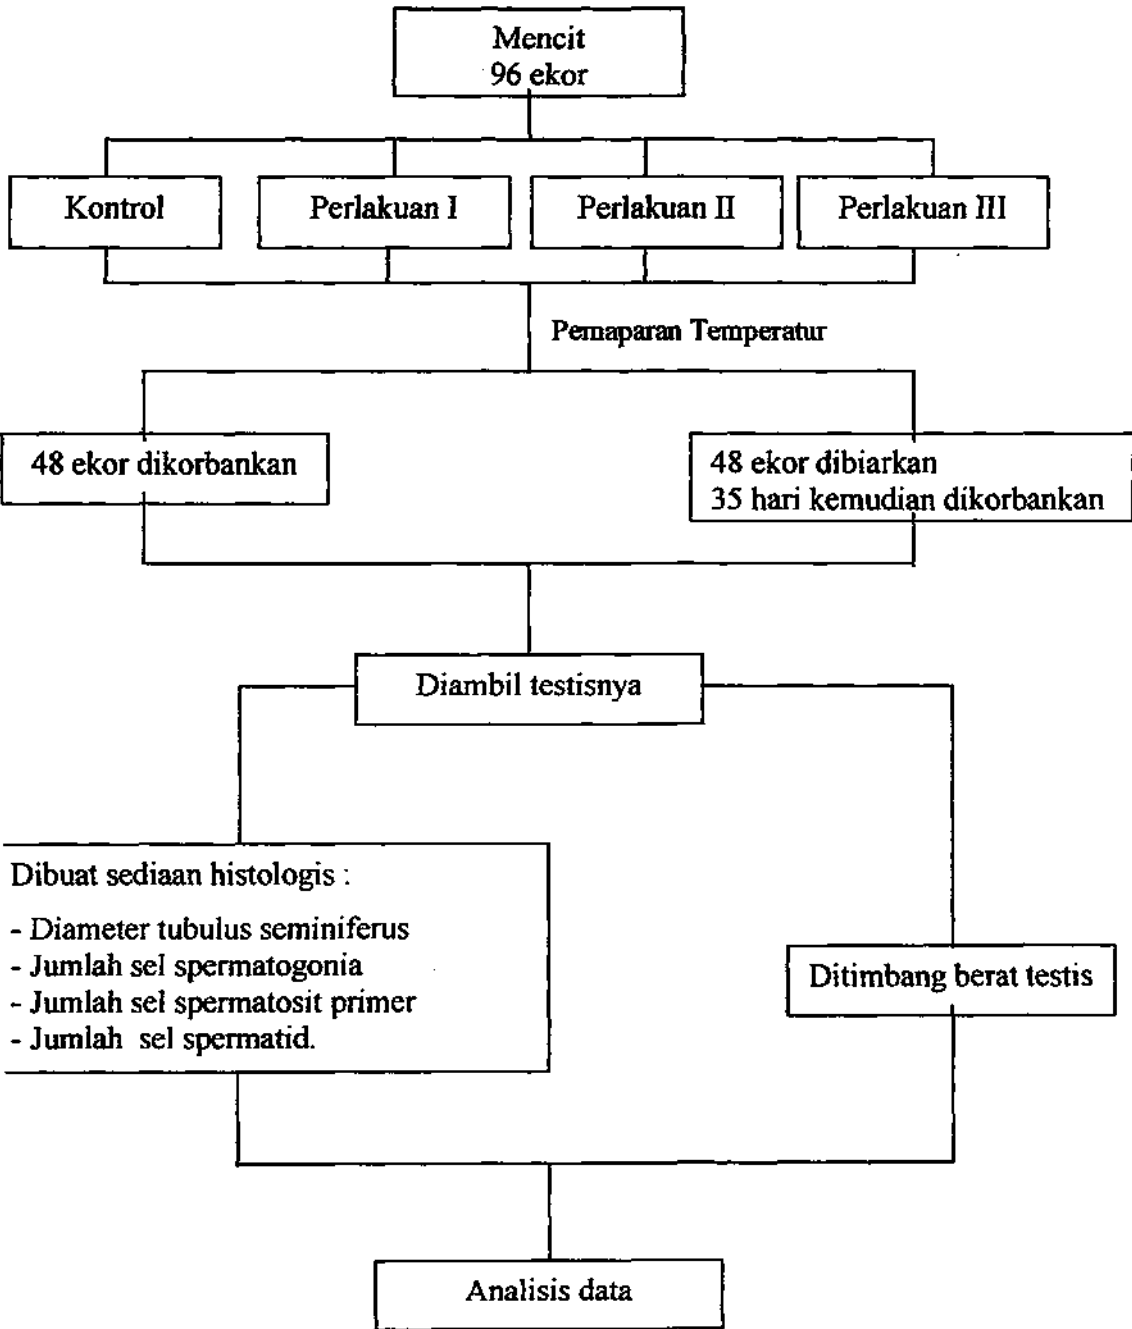 Mencit
96 ekor
Kontrol
Perlakuan I
Perlakuan II
Perlakuan III
Pemaparan Temperatur
48 ekor dikorbankan
48 ekor dibiarkan
35 hari kemudian dikorbankan
Diambil testisnya
Dibuat sediaan histologis :
- Diameter tubulus seminiferus
- Jumlah sel spermatogonia
- Jumlah sel spermatosit primer
- Jumlah sel spermatid.
Ditimbang berat testis
Analisis data